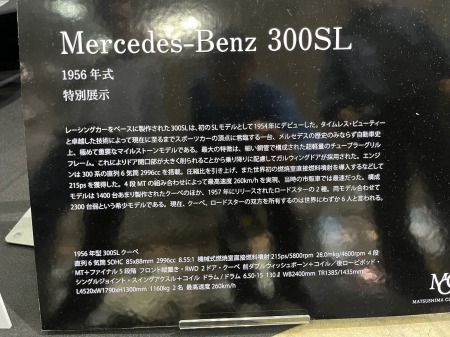 Mercedes-Benz 300SL
1956 年式
特別展示
レーシングカーをベースに製作された300SLは、初のSLモデルとして1954年にデビューした。タイムレス・ビューティー
と卓越した技術によって現在に至るまでスポーツカーの頂点に君臨する一台、メルセデスの歴史のみならず自動車史
上、極めて重要なマイルストーンモデルである。最大の特徴は、細い鋼管で構成された超軽量のチューブラーグリル
フレーム。これによりドア開口部が大きく削られることから乗り降りに配慮してガルウィングドアが採用された。エンジ
ンは300系の直列6気筒2996ccを搭載。圧縮比を引き上げ、また世界初の燃焼室直接燃料噴射を導入するなどして
215psを獲得した。4段MTの組み合わせによって最高速度260km/hを実現、当時の市販車では最速だった。構成
モデルは1400台あまり製作されたクーペのほか、1957年にリリースされたロードスターの2種。両モデル合わせて
2300台弱という希少モデルである。現在、クーペ、ロードスターの双方を所有するのは世界にわずか6人と言われる。
1956年型 300SL クーペ
直列6気筒SOHC 85x88mm 2996cc 8.55:1 機械式燃焼室直接燃料噴射 215ps/5800rpm 28.0mkg/4600rpm 4段
MT+ファイナル5段階 フロント縦置き・RWD 2ドア・クーペ 前ダブルウィッシュボーン+コイル/後ローピボッド・
シングルジョイント・スイングアクスル+コイル ドラム/ドラム 6.50-15 130ℓ WB2400mm TR1385/1435mm
L4520xW1790xH1300mm 1160kg 2名 最高速度260km/h